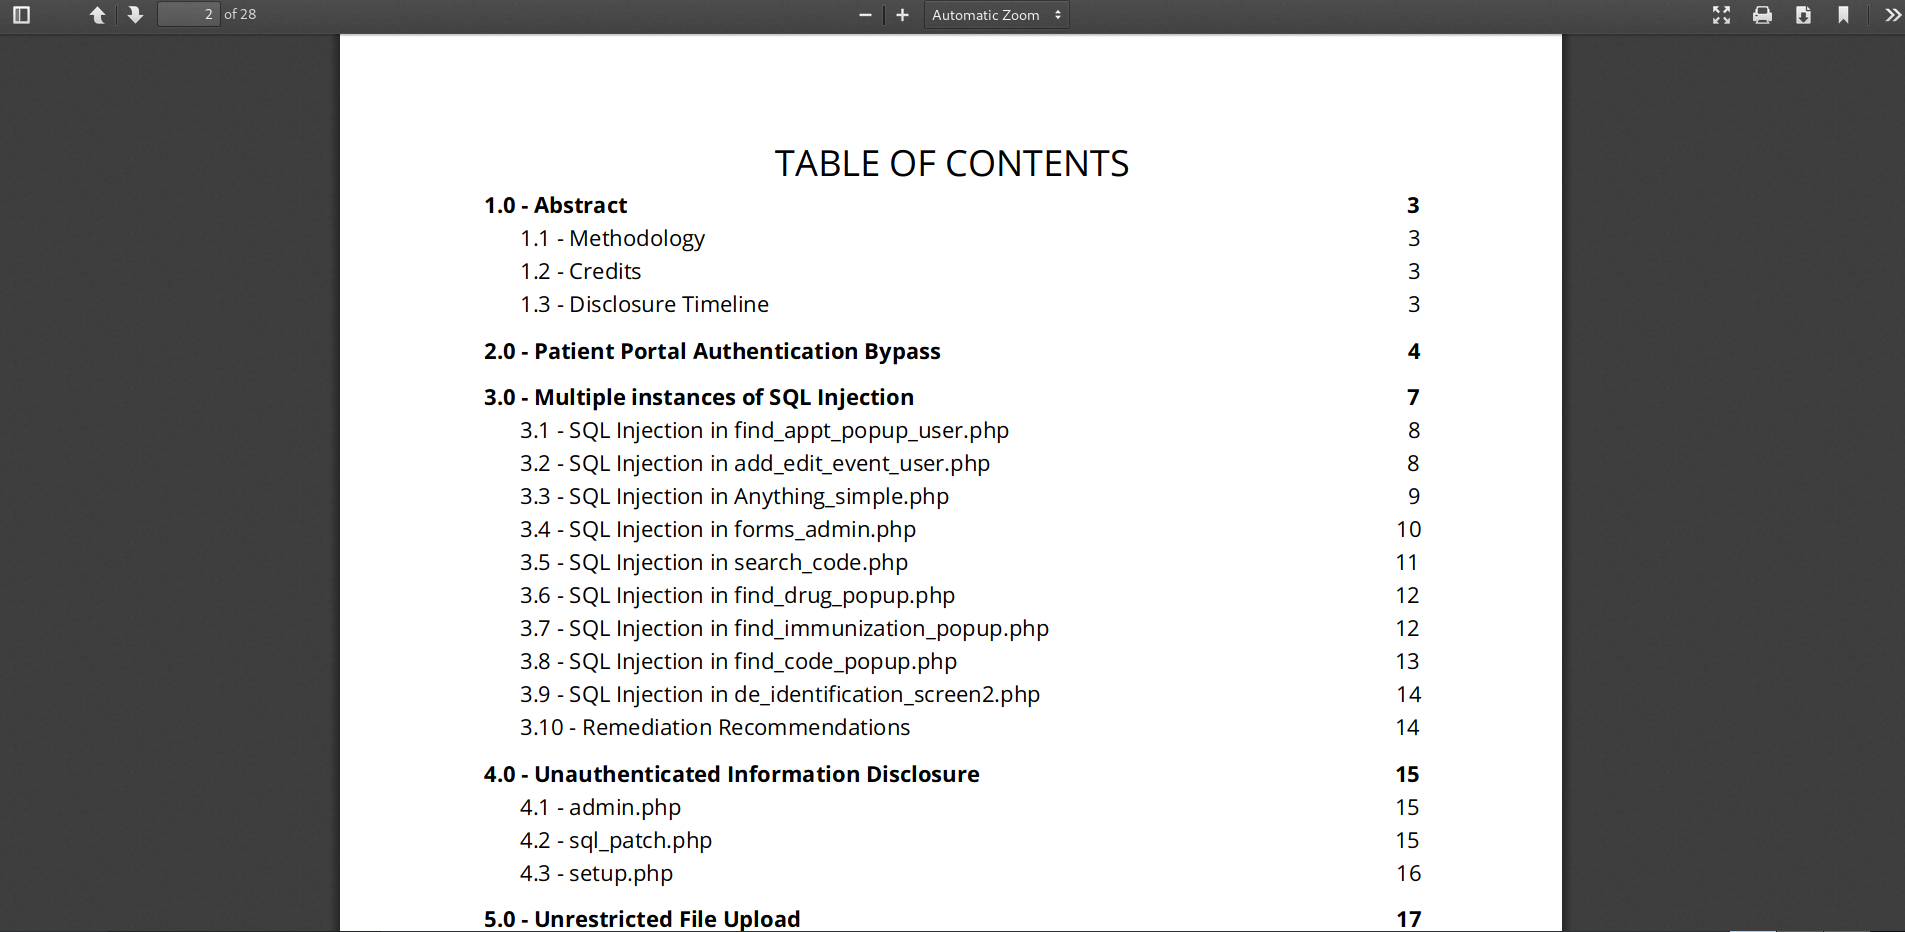 2 of 28 Automatic Zoom
TABLE OF CONTENTS
1.0 - Abstract 3
1.1 - Methodology 3
1.2 - Credits 3
1.3 - Disclosure Timeline 3
2.0 - Patient Portal Authentication Bypass 4
3.0 - Multiple instances of SQL Injection 7
3.1 - SQL Injection in find_appt_popup_user.php 8
3.2 - SQL Injection in add_edit_event_user.php 8
3.3 - SQL Injection in Anything_simple.php 9
3.4 - SQL Injection in forms_admin.php 10
3.5 - SQL Injection in search_code.php 11
3.6 - SQL Injection in find_drug_popup.php 12
3.7 - SQL Injection in find_immunization_popup.php 12
3.8 - SQL Injection in find_code_popup.php 13
3.9 - SQL Injection in de_identification_screen2.php 14
3.10 - Remediation Recommendations 14
4.0 - Unauthenticated Information Disclosure 15
4.1 - admin.php 15
4.2 - sql_patch.php 15
4.3 - setup.php 16
5.0 - Unrestricted File Upload 17